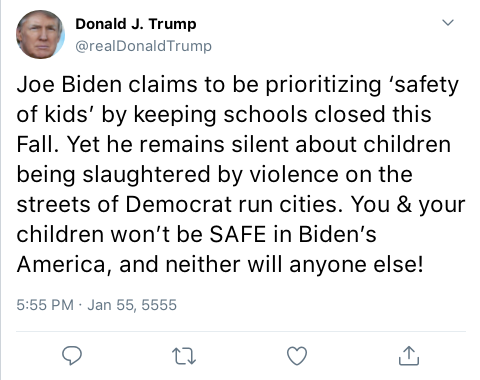 Donald J. Trump
@realDonaldTrump
Joe Biden claims to be prioritizing ‘safety
of kids’ by keeping schools closed this
Fall. Yet he remains silent about children
being slaughtered by violence on the
streets of Democrat run cities. You & your
children won’t be SAFE in Biden’s
America, and neither will anyone else!
5:55 PM · Jan 55, 5555